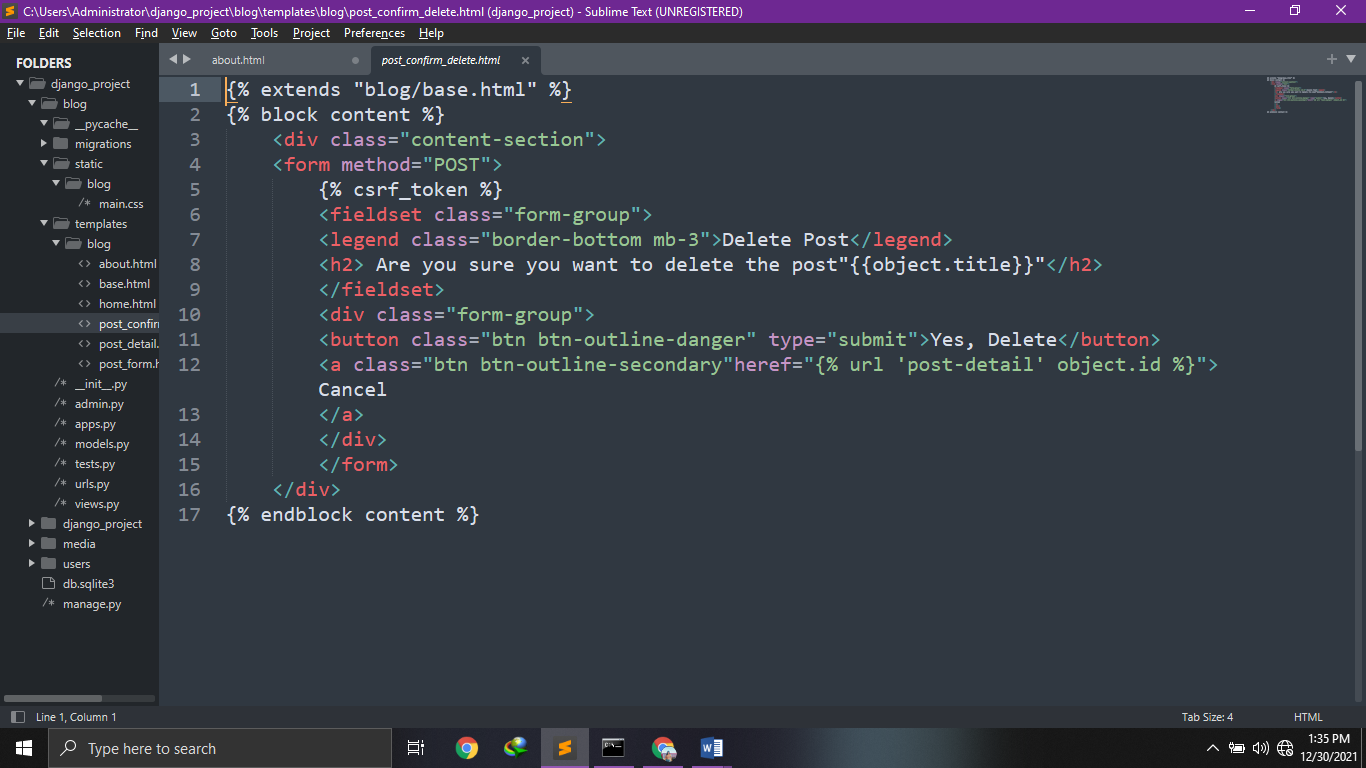 C:\Users\Administrator\django_project\blog\templates\blog\post_confirm_delete.html (django_project) - Sublime Text (UNREGISTERED)
File Edit Selection Find View Goto Tools Project Preferences Help
FOLDERS
django_project
blog
__pycache__
migrations
static
blog
/* main.css
templates
blog
<> about.html
<> base.html
<> home.html
<> post_confir
<> post_detail.
<> post_form.h
/* __init__.py
/* admin.py
/* apps.py
/* models.py
/* tests.py
/* urls.py
/* views.py
django_project
media
users
db.sqlite3
/* manage.py
about.html post_confirm_delete.html
1 {% extends "blog/base.html" %}
2 {% block content %}
3 <div class="content-section">
4 <form method="POST">
5 {% csrf_token %}
6 <fieldset class="form-group">
7 <legend class="border-bottom mb-3">Delete Post</legend>
8 <h2> Are you sure you want to delete the post"{{object.title}}"</h2>
9 </fieldset>
10 <div class="form-group">
11 <button class="btn btn-outline-danger" type="submit">Yes, Delete</button>
12 <a class="btn btn-outline-secondary"heref="{% url 'post-detail' object.id %}">
Cancel
13 </a>
14 </div>
15 </form>
16 </div>
17 {% endblock content %}
Line 1, Column 1 Tab Size: 4 HTML
Type here to search
1:35 PM
12/30/2021